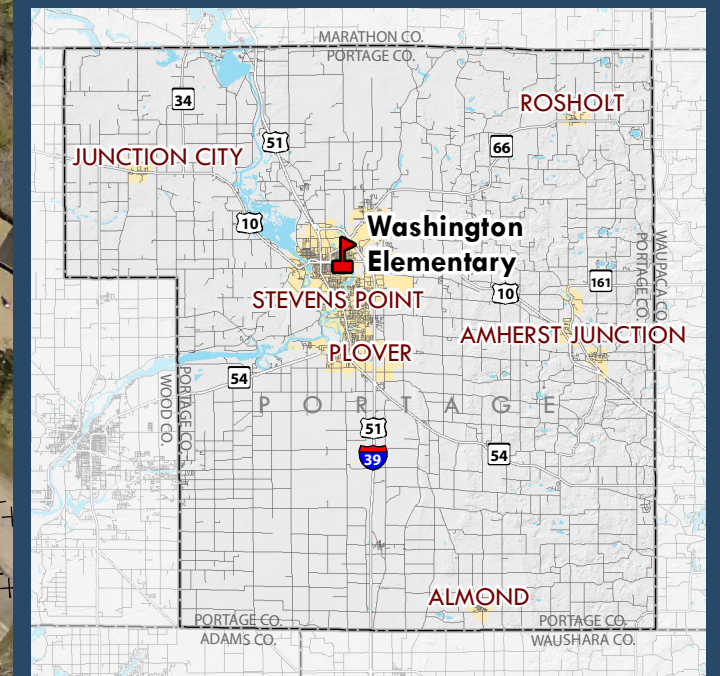 MARATHON CO.
PORTAGE CO.
34
ROSHOLT
51
66
JUNCTION CITY
10
Washington
Elementary
WAUPACA CO.
PORTAGE CO.
161
10
STEVENS POINT
AMHERST JUNCTION
PLOVER
54
PORTAGE CO.
WOOD CO.
PORTAGE
51
39
54
ALMOND
PORTAGE CO.
ADAMS CO.
PORTAGE CO.
WAUSHARA CO.